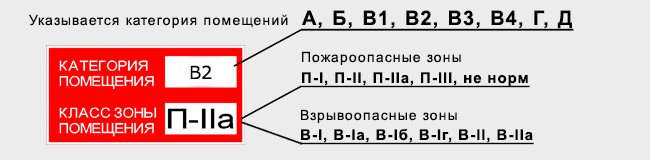 Указывается категория помещений А, Б, В1, В2, В3, В4, Г, Д
КАТЕГОРИЯ
ПОМЕЩЕНИЯ
В2
КЛАСС ЗОНЫ
ПОМЕЩЕНИЯ
П-IIа
Пожароопасные зоны
П-I, П-II, П-IIа, П-III, не норм
Взрывоопасные зоны
В-I, В-Iа, В-Iб, В-Iг, В-II, В-IIа